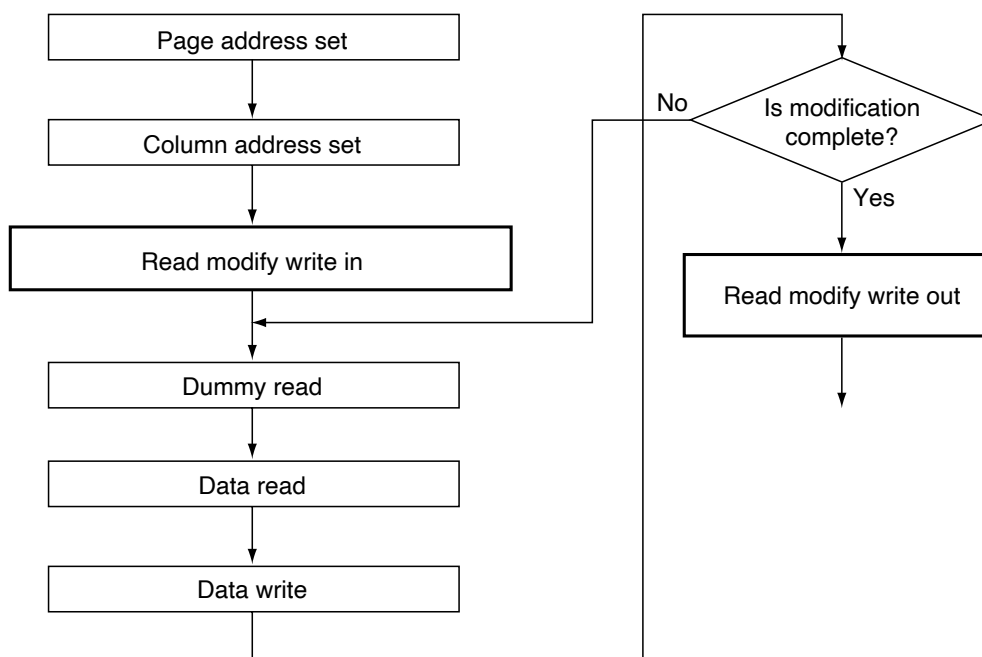 Page address set
Column address set
Read modify write in
Dummy read
Data read
Data write
Is modification
complete?
No
Yes
Read modify write out